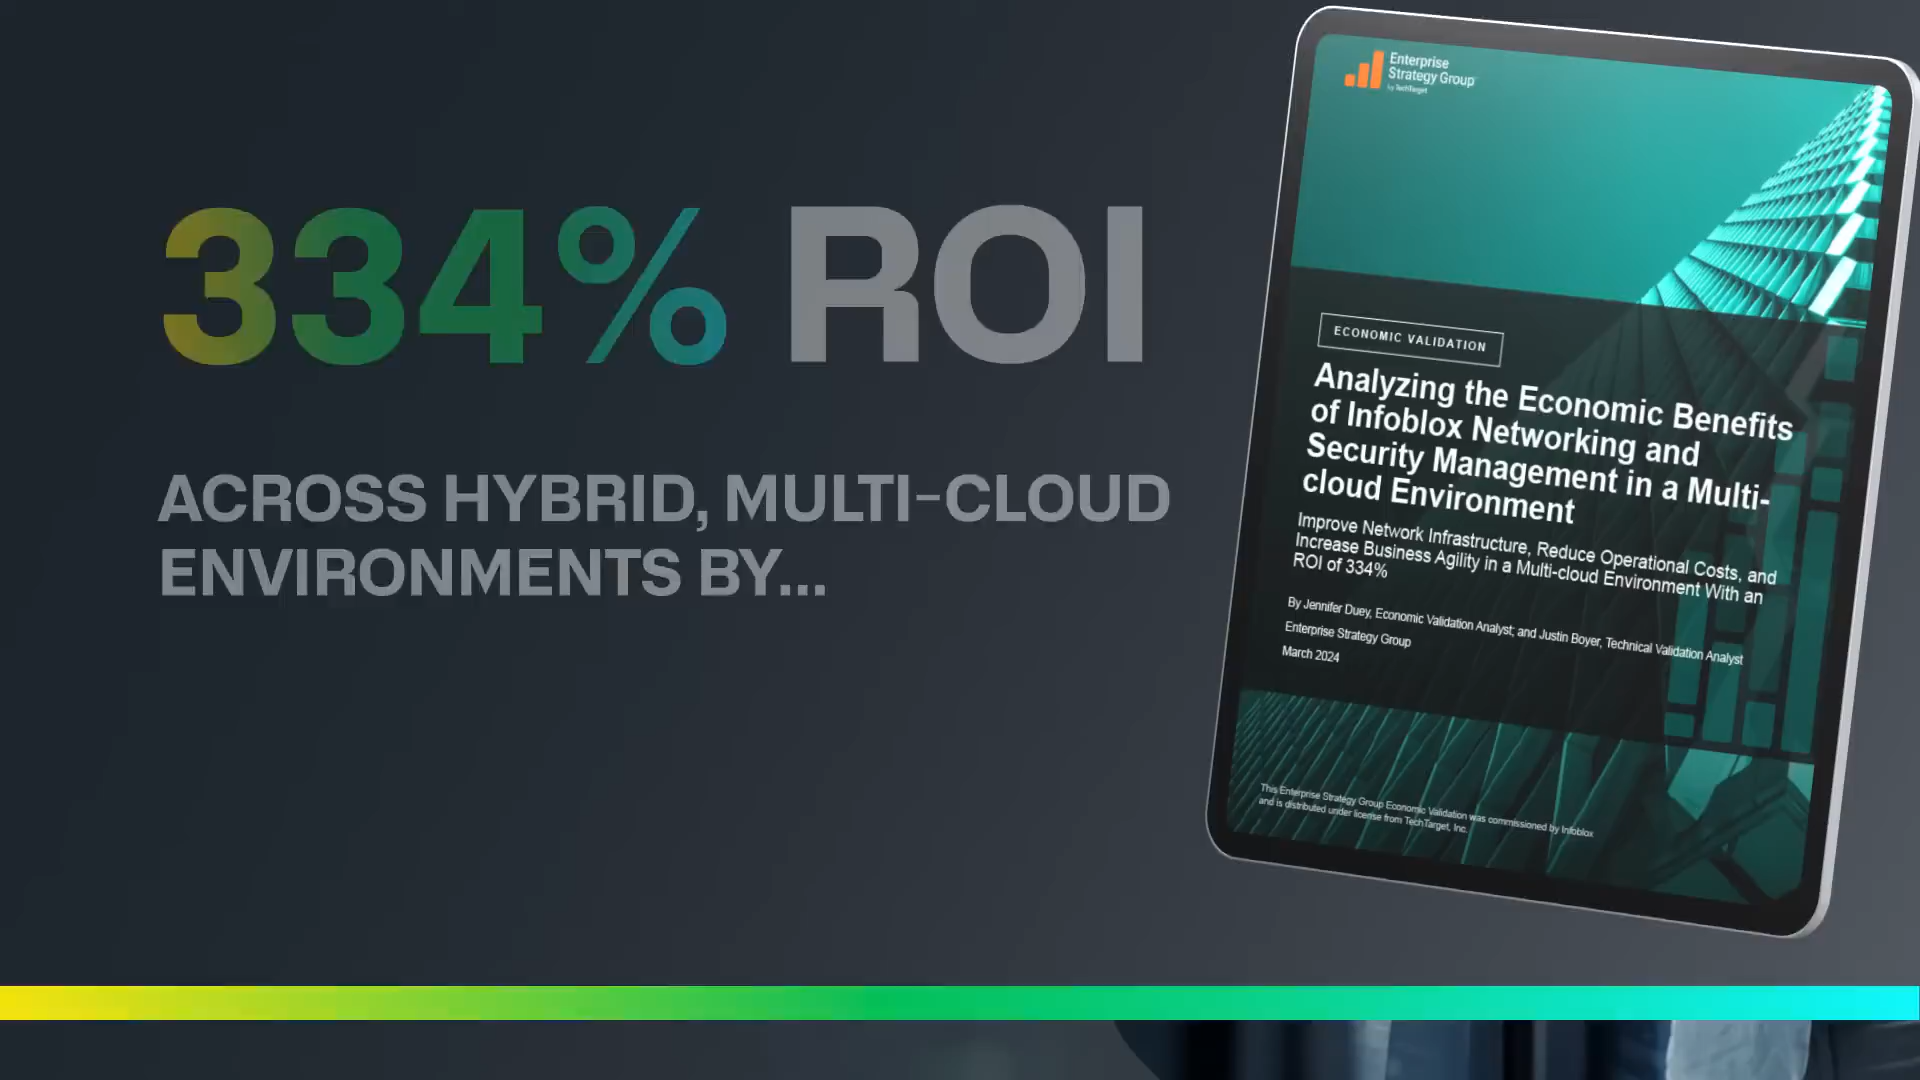 334% ROI
ACROSS HYBRID, MULTI-CLOUD
ENVIRONMENTS BY...
Enterprise
Strategy Group
by TechTarget
ECONOMIC VALIDATION
Analyzing the Economic Benefits
of Infoblox Networking and
Security Management in a Multi-
cloud Environment
Improve Network Infrastructure, Reduce Operational Costs, and
Increase Business Agility in a Multi-cloud Environment With an
ROI of 334%
By Jennifer Duey, Economic Validation Analyst; and Justin Boyer, Technical Validation Analyst
Enterprise Strategy Group
March 2024
This Enterprise Strategy Group Economic Validation was commissioned by Infoblox
and is distributed under license from TechTarget, Inc.